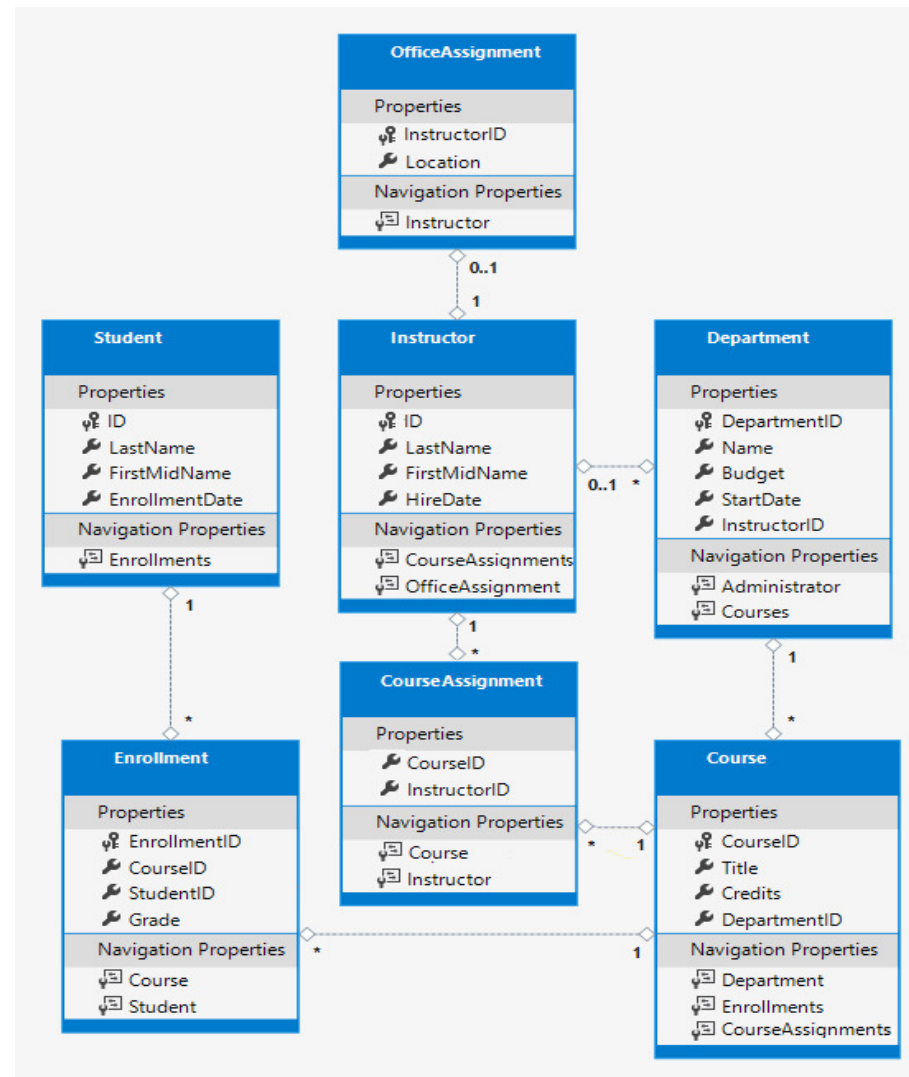 OfficeAssignment
Properties
InstructorID
Location
Navigation Properties
Instructor
0..1
1
Student
Properties
ID
LastName
FirstMidName
EnrollmentDate
Navigation Properties
Enrollments
1
*
Instructor
Properties
ID
LastName
FirstMidName
HireDate
Navigation Properties
CourseAssignments
OfficeAssignment
0..1 *
1
*
Department
Properties
DepartmentID
Name
Budget
StartDate
InstructorID
Navigation Properties
Administrator
Courses
1
*
CourseAssignment
Properties
CourseID
InstructorID
Navigation Properties
Course
Instructor
* 1
Enrollment
Properties
EnrollmentID
CourseID
StudentID
Grade
Navigation Properties
Course
Student
* 1
Course
Properties
CourseID
Title
Credits
DepartmentID
Navigation Properties
Department
Enrollments
CourseAssignments